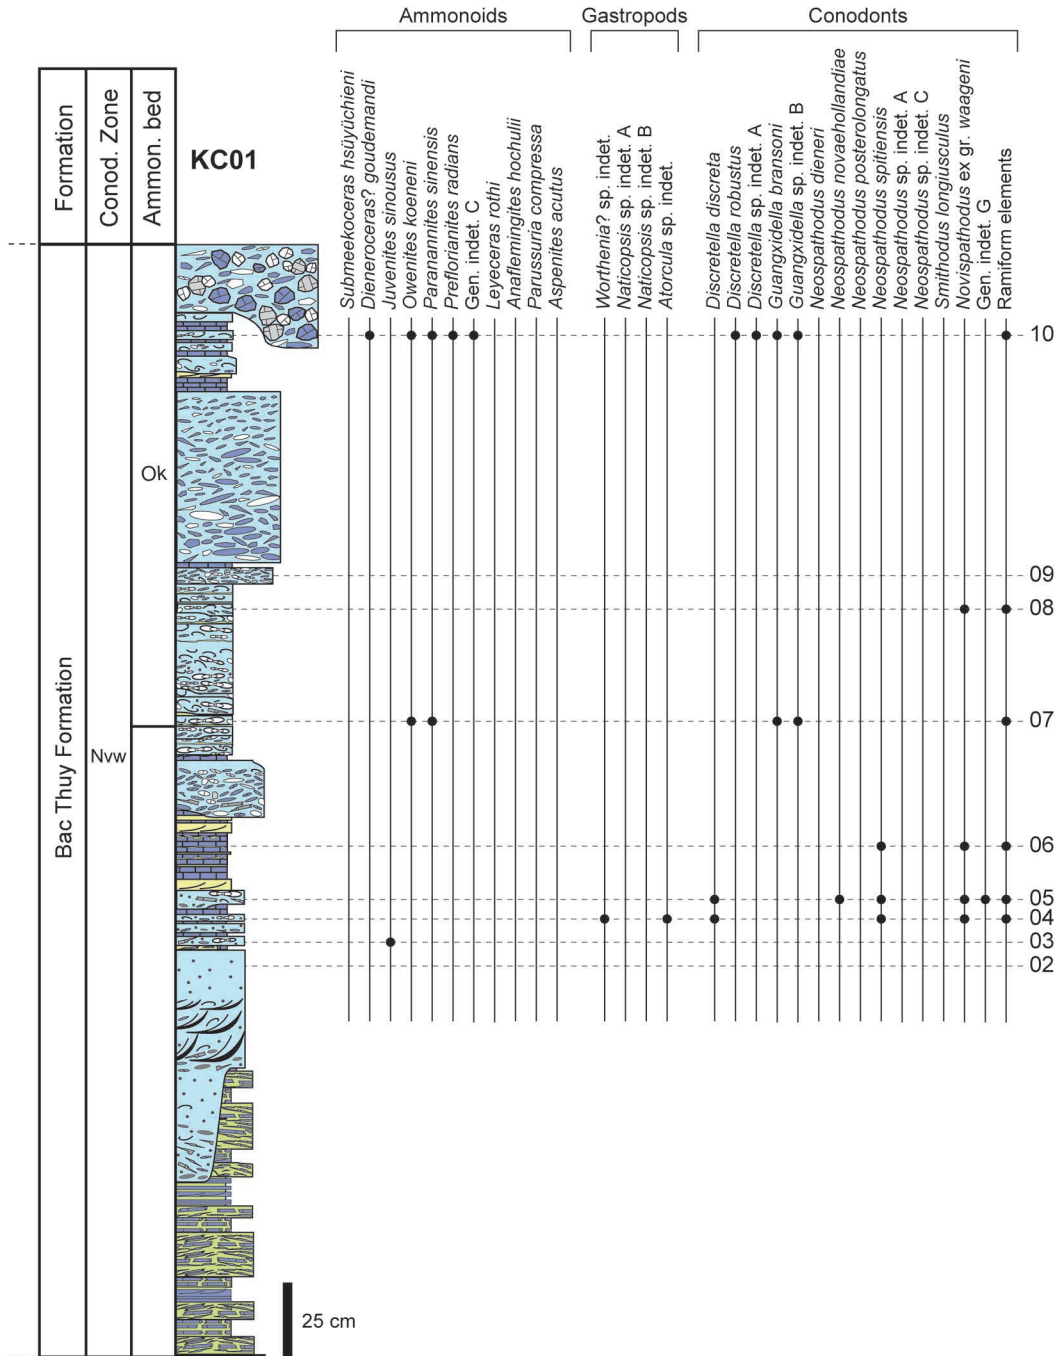 Ammonoids
Gastropods
Conodonts
Formation
Conod. Zone
Ammon. bed
KC01
Submeekoceras hsüyüchieni
Dieneroceras? goudemandi
Juvenites sinousus
Owenites koeneni
Paranannites sinensis
Preflorianites radians
Gen. indet. C
Leyeceras rothi
Anaflemingites hochulii
Parussuria compressa
Aspenites acutus
Worthenia? sp. indet.
Naticopsis sp. indet. A
Naticopsis sp. indet. B
Atorcula sp. indet.
Discretella discreta
Discretella robustus
Discretella sp. indet. A
Guangxidella bransoni
Guangxidella sp. indet. B
Neospathodus dieneri
Neospathodus novaehollandiae
Neospathodus posterolongatus
Neospathodus spitiensis
Neospathodus sp. indet. A
Neospathodus sp. indet. C
Smithodus longiusculus
Novispathodus ex gr. waageni
Gen. indet. G
Ramiform elements
10
Ok
09
08
07
Nvw
Bac Thuy Formation
06
05
04
03
02
25 cm